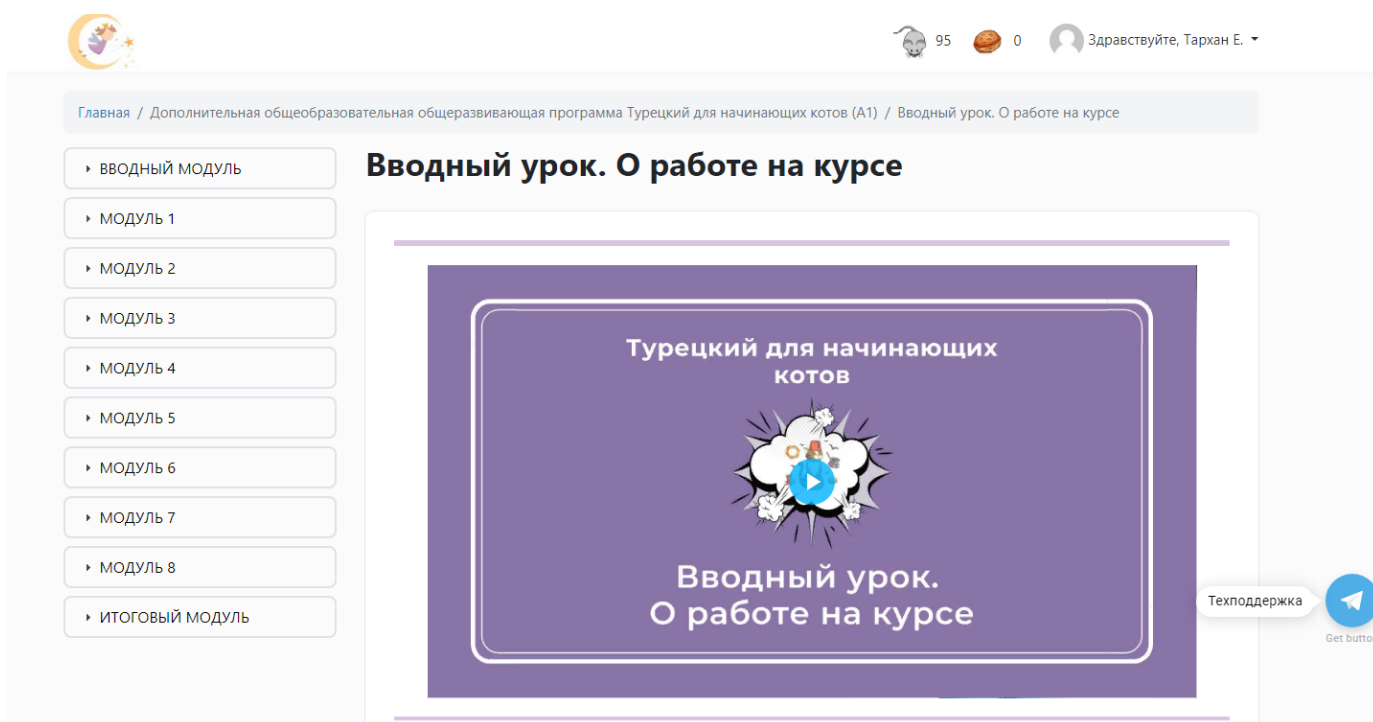 95 0 Здравствуйте, Тархан Е.
Главная / Дополнительная общеобразовательная общеразвивающая программа Турецкий для начинающих котов (А1) / Вводный урок. О работе на курсе
ВВОДНЫЙ МОДУЛЬ
МОДУЛЬ 1
МОДУЛЬ 2
МОДУЛЬ 3
МОДУЛЬ 4
МОДУЛЬ 5
МОДУЛЬ 6
МОДУЛЬ 7
МОДУЛЬ 8
ИТОГОВЫЙ МОДУЛЬ
Вводный урок. О работе на курсе
Турецкий для начинающих
котов
Вводный урок.
О работе на курсе
Техподдержка
Get butto